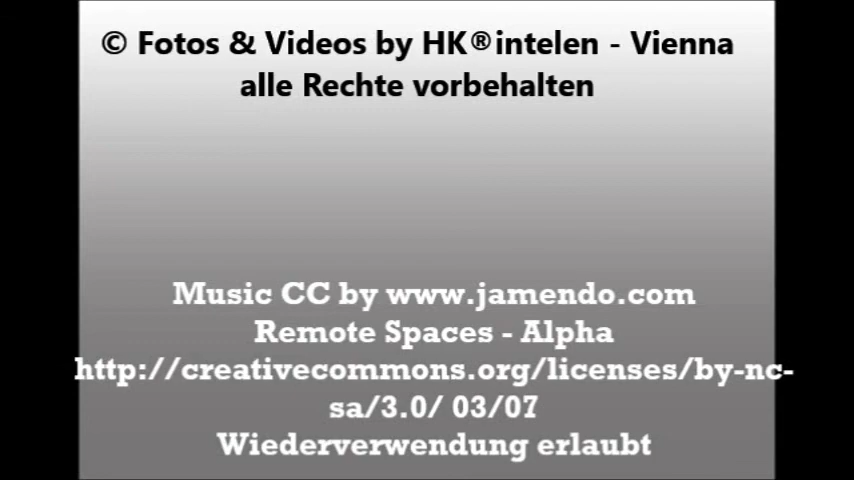 © Fotos & Videos by HK®intelen - Vienna
alle Rechte vorbehalten
Music CC by www.jamendo.com
Remote Spaces - Alpha
http://creativecommons.org/licenses/by-nc-
sa/3.0/ 03/07
Wiederverwendung erlaubt